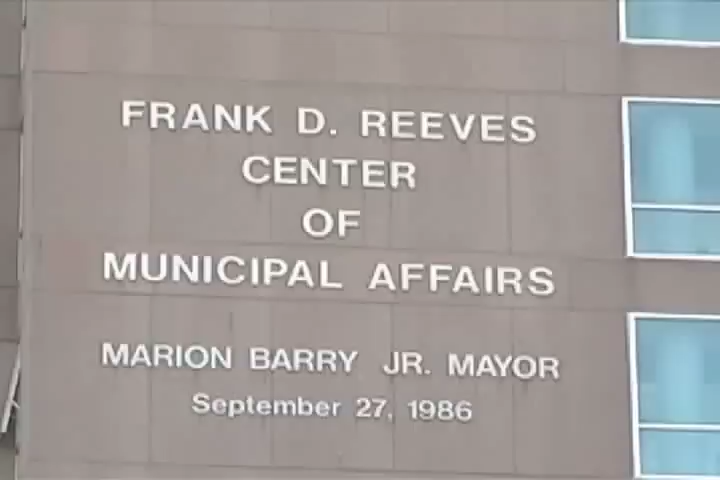 FRANK D. REEVES
CENTER
OF
MUNICIPAL AFFAIRS
MARION BARRY JR. MAYOR
September 27, 1986